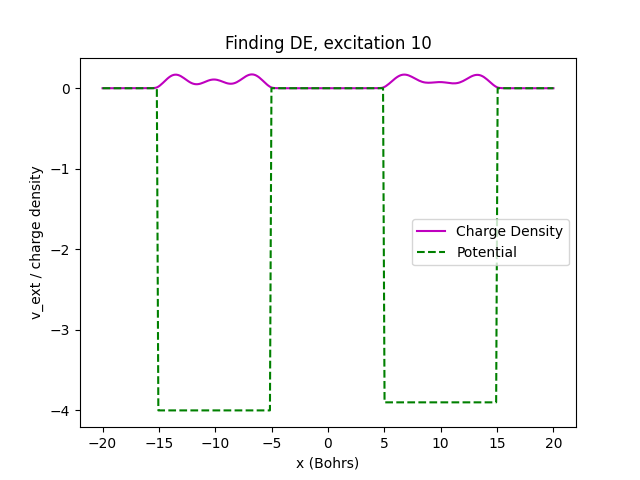 Finding DE, excitation 10
v_ext / charge density
0
−1
−2
−3
−4
Charge Density
Potential
−20 −15 −10 −5 0 5 10 15 20
x (Bohrs)